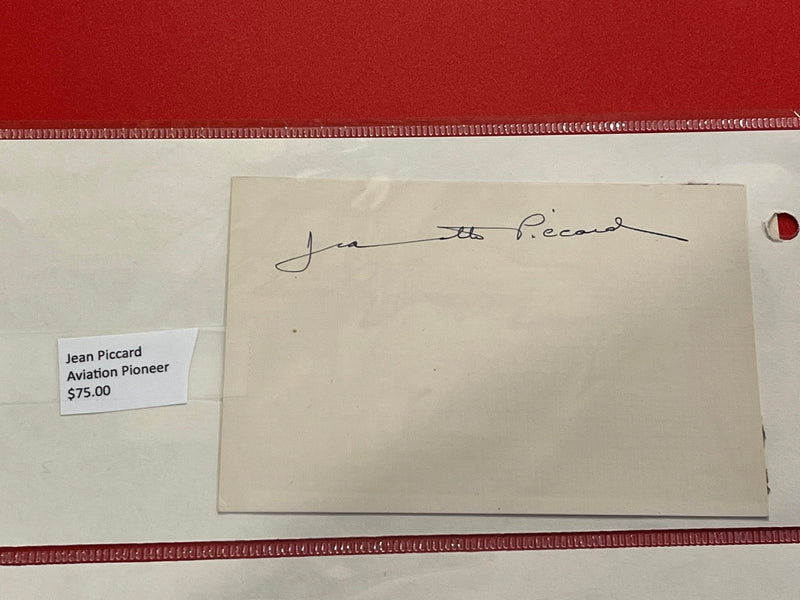 Jeannette Piccard
Jean Piccard
Aviation Pioneer
$75.00